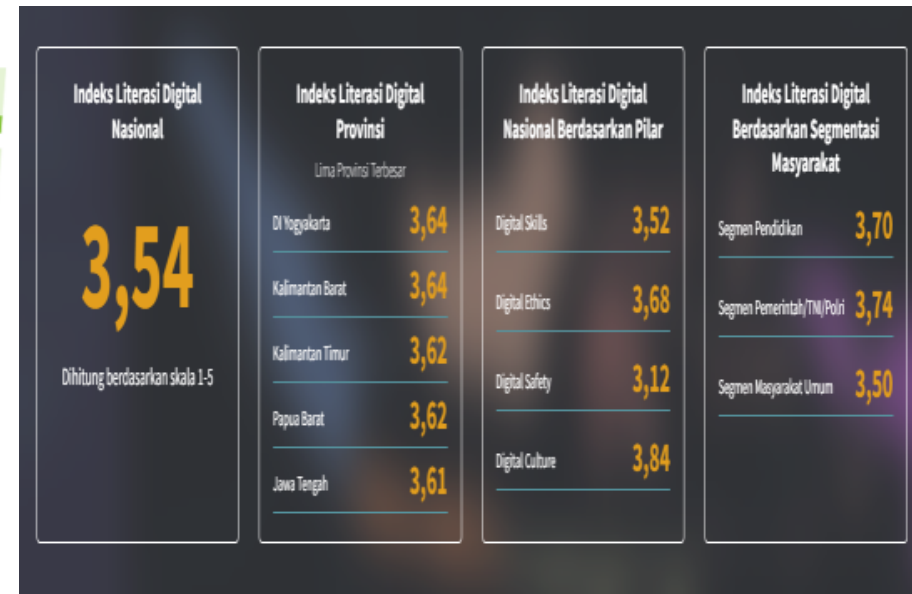 Indeks Literasi Digital
Nasional
3,54
Dihitung berdasarkan skala 1-5
Indeks Literasi Digital
Provinsi
Lima Provinsi Terbesar
DI Yogyakarta 3,64
Kalimantan Barat 3,64
Kalimantan Timur 3,62
Papua Barat 3,62
Jawa Tengah 3,61
Indeks Literasi Digital
Nasional Berdasarkan Pilar
Digital Skills 3,52
Digital Ethics 3,68
Digital Safety 3,12
Digital Culture 3,84
Indeks Literasi Digital
Berdasarkan Segmentasi
Masyarakat
Segmen Pendidikan 3,70
Segmen Pemerintah/TNI/Polri 3,74
Segmen Masyarakat Umum 3,50